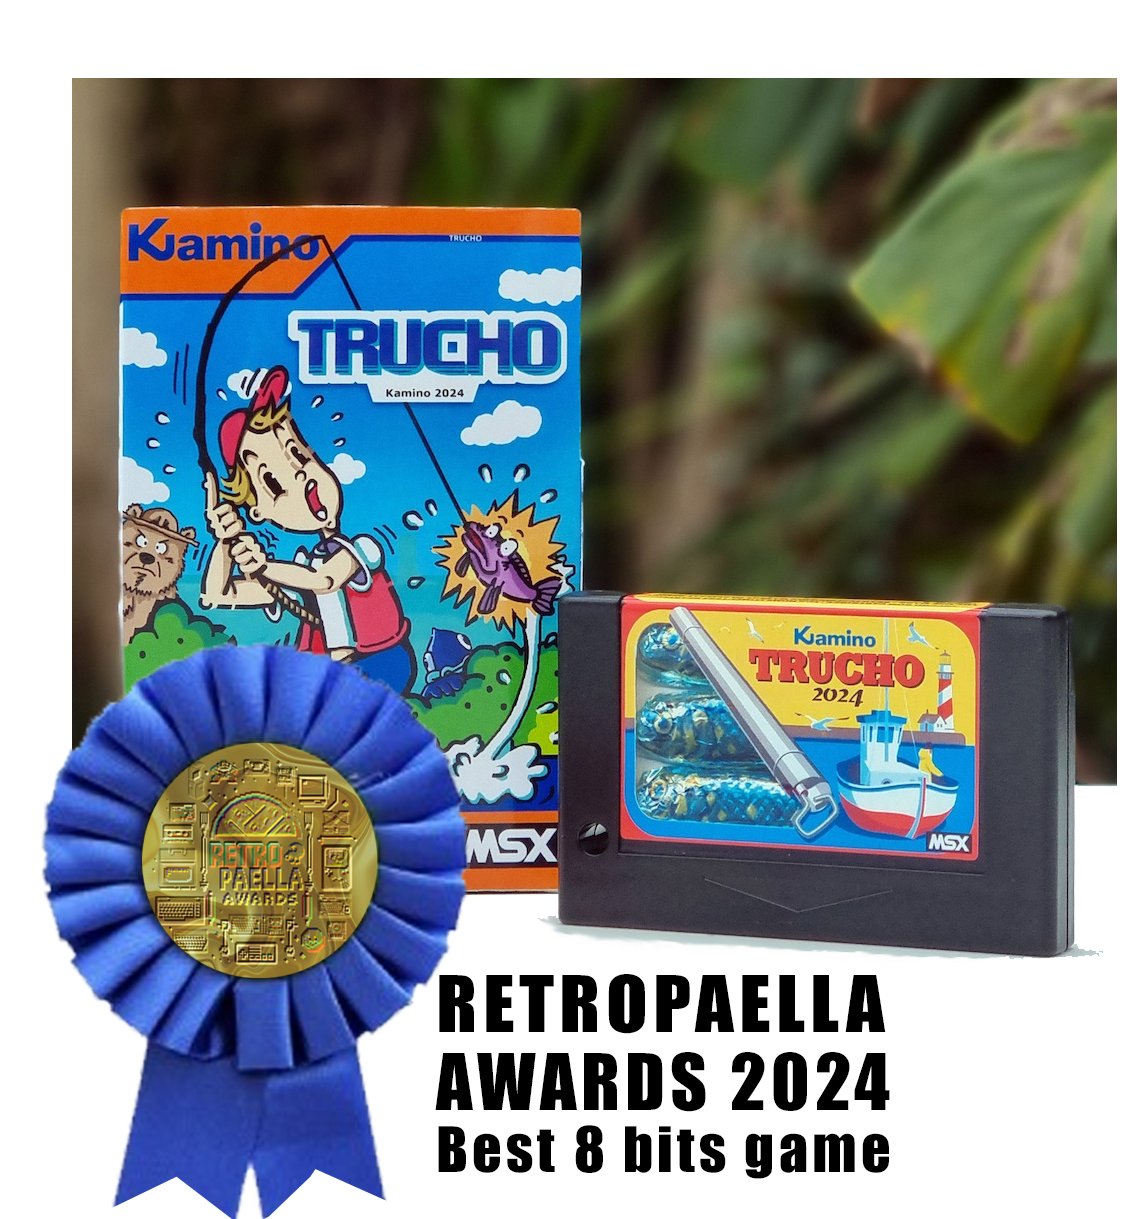 Kamino
TRUCHO
TRUCHO
Kamino 2024
MSX
Kamino
TRUCHO
2024
MSX
RETRO
PAELLA
AWARDS
RETROPAELLA
AWARDS 2024
Best 8 bits game